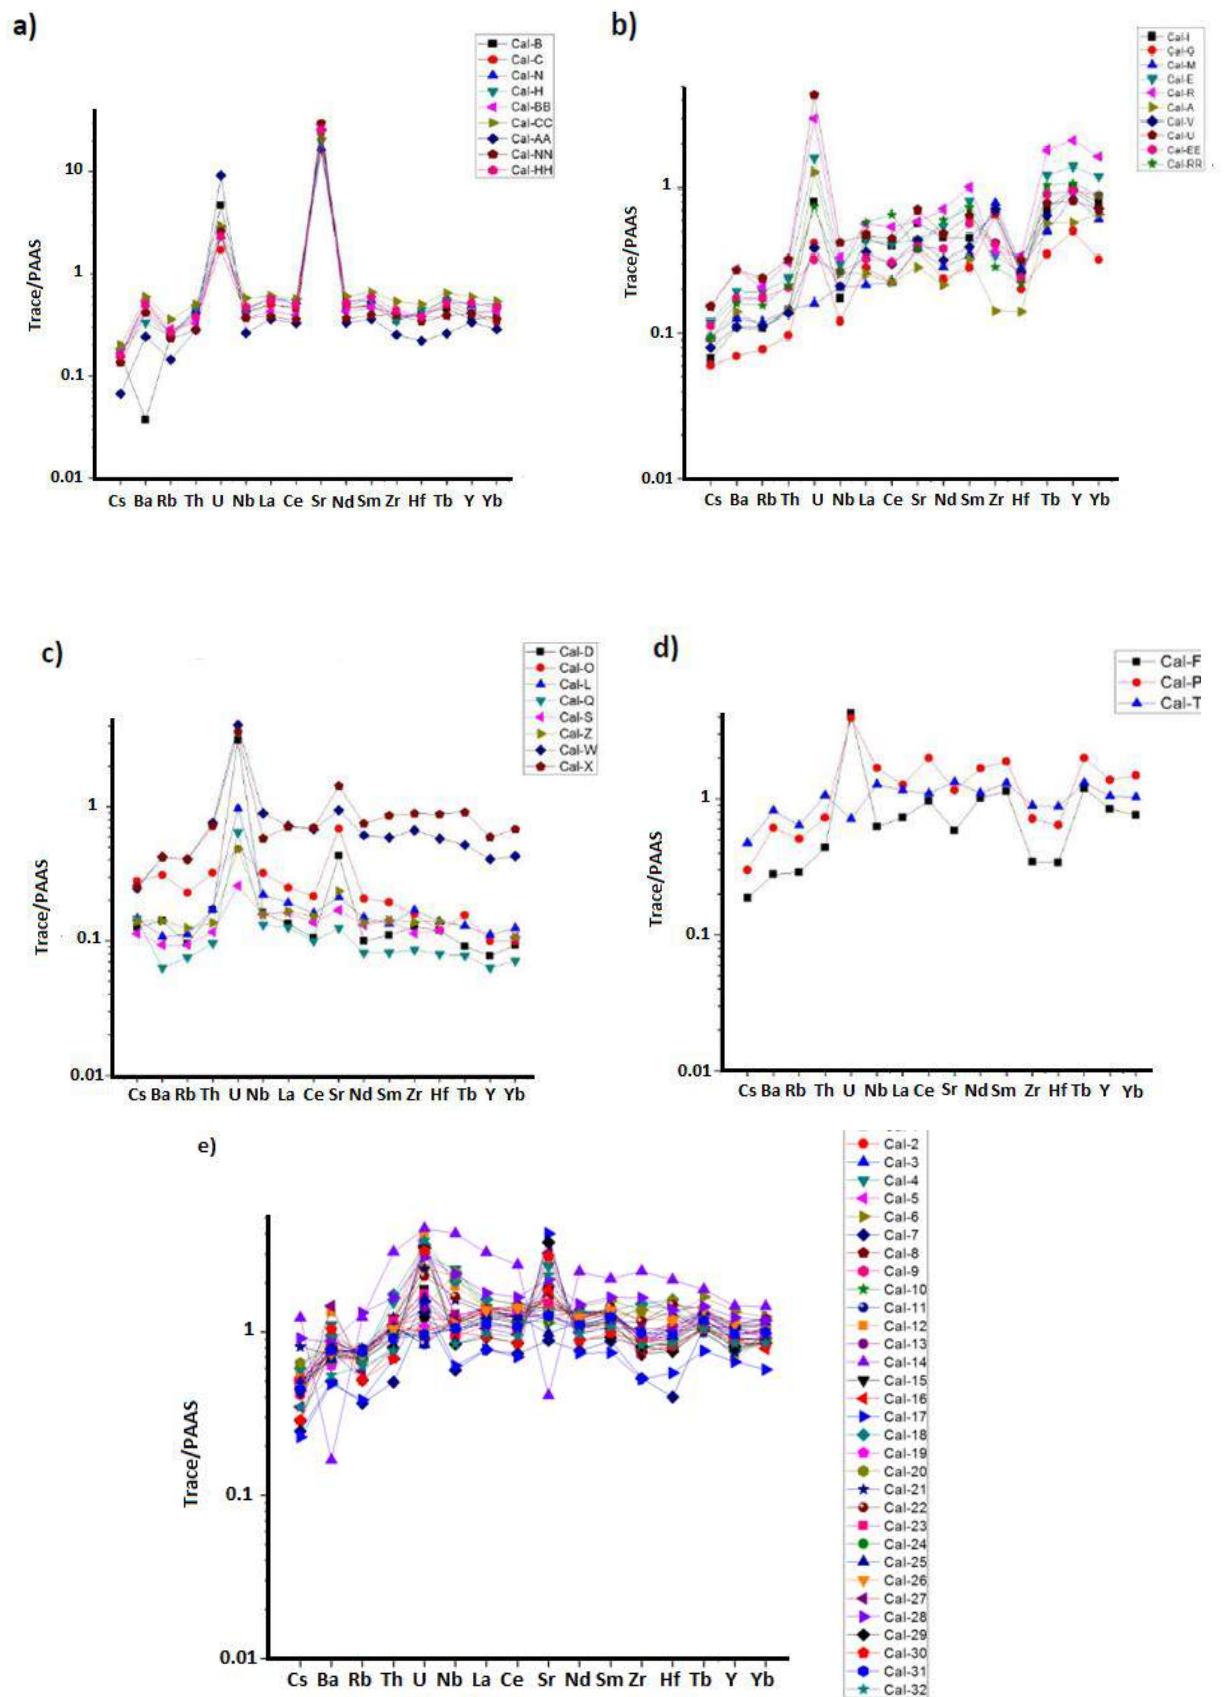 a)
Cal-B
Cal-C
Cal-N
Cal-H
Cal-BB
Cal-CC
Cal-AA
Cal-NN
Cal-HH
10
1
0.1
0.01
Trace/PAAS
Cs Ba Rb Th U Nb La Ce Sr Nd Sm Zr Hf Tb Y Yb
b)
Cal-I
Cal-M
Cal-E
Cal-R
Cal-A
Cal-V
Cal-U
Cal-EE
Cal-RR
1
0.1
0.01
Trace/PAAS
Cs Ba Rb Th U Nb La Ce Sr Nd Sm Zr Hf Tb Y Yb
c)
Cal-D
Cal-O
Cal-L
Cal-Q
Cal-S
Cal-Z
Cal-W
Cal-X
1
0.1
0.01
Trace/PAAS
Cs Ba Rb Th U Nb La Ce Sr Nd Sm Zr Hf Tb Y Yb
d)
Cal-F
Cal-P
Cal-T
1
0.1
0.01
Trace/PAAS
Cs Ba Rb Th U Nb La Ce Sr Nd Sm Zr Hf Tb Y Yb
e)
Cal-2
Cal-3
Cal-4
Cal-5
Cal-6
Cal-7
Cal-8
Cal-9
Cal-10
Cal-11
Cal-12
Cal-13
Cal-14
Cal-15
Cal-16
Cal-17
Cal-18
Cal-19
Cal-20
Cal-21
Cal-22
Cal-23
Cal-24
Cal-25
Cal-26
Cal-27
Cal-28
Cal-29
Cal-30
Cal-31
Cal-32
1
0.1
0.01
Trace/PAAS
Cs Ba Rb Th U Nb La Ce Sr Nd Sm Zr Hf Tb Y Yb